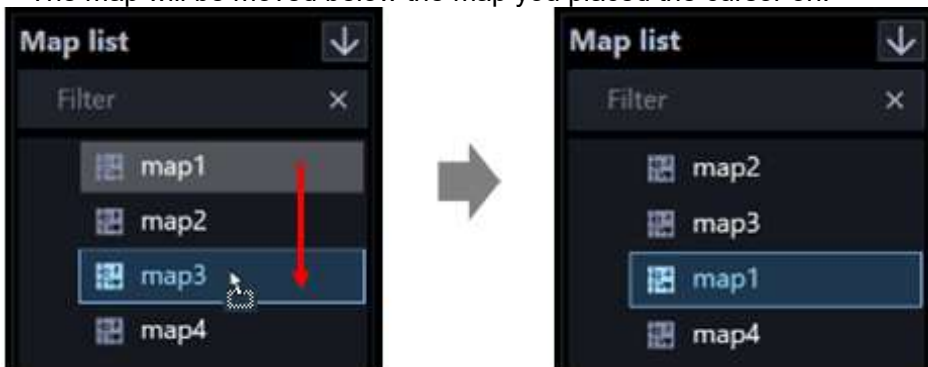 The map will be moved below the map you placed the cursor on.
Map list
Filter
map1
map2
map3
map4
Map list
Filter
map2
map3
map1
map4